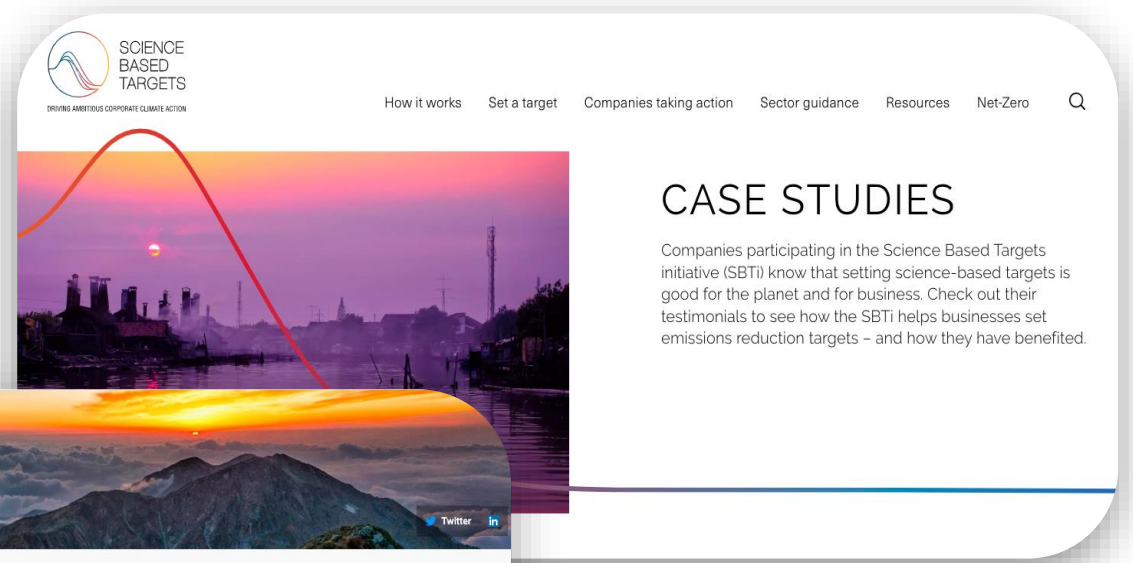 SCIENCE
BASED
TARGETS
DRIVING AMBITIOUS CORPORATE CLIMATE ACTION
How it works Set a target Companies taking action Sector guidance Resources Net-Zero
CASE STUDIES
Companies participating in the Science Based Targets
initiative (SBTi) know that setting science-based targets is
good for the planet and for business. Check out their
testimonials to see how the SBTi helps businesses set
emissions reduction targets – and how they have benefited.
Twitter in